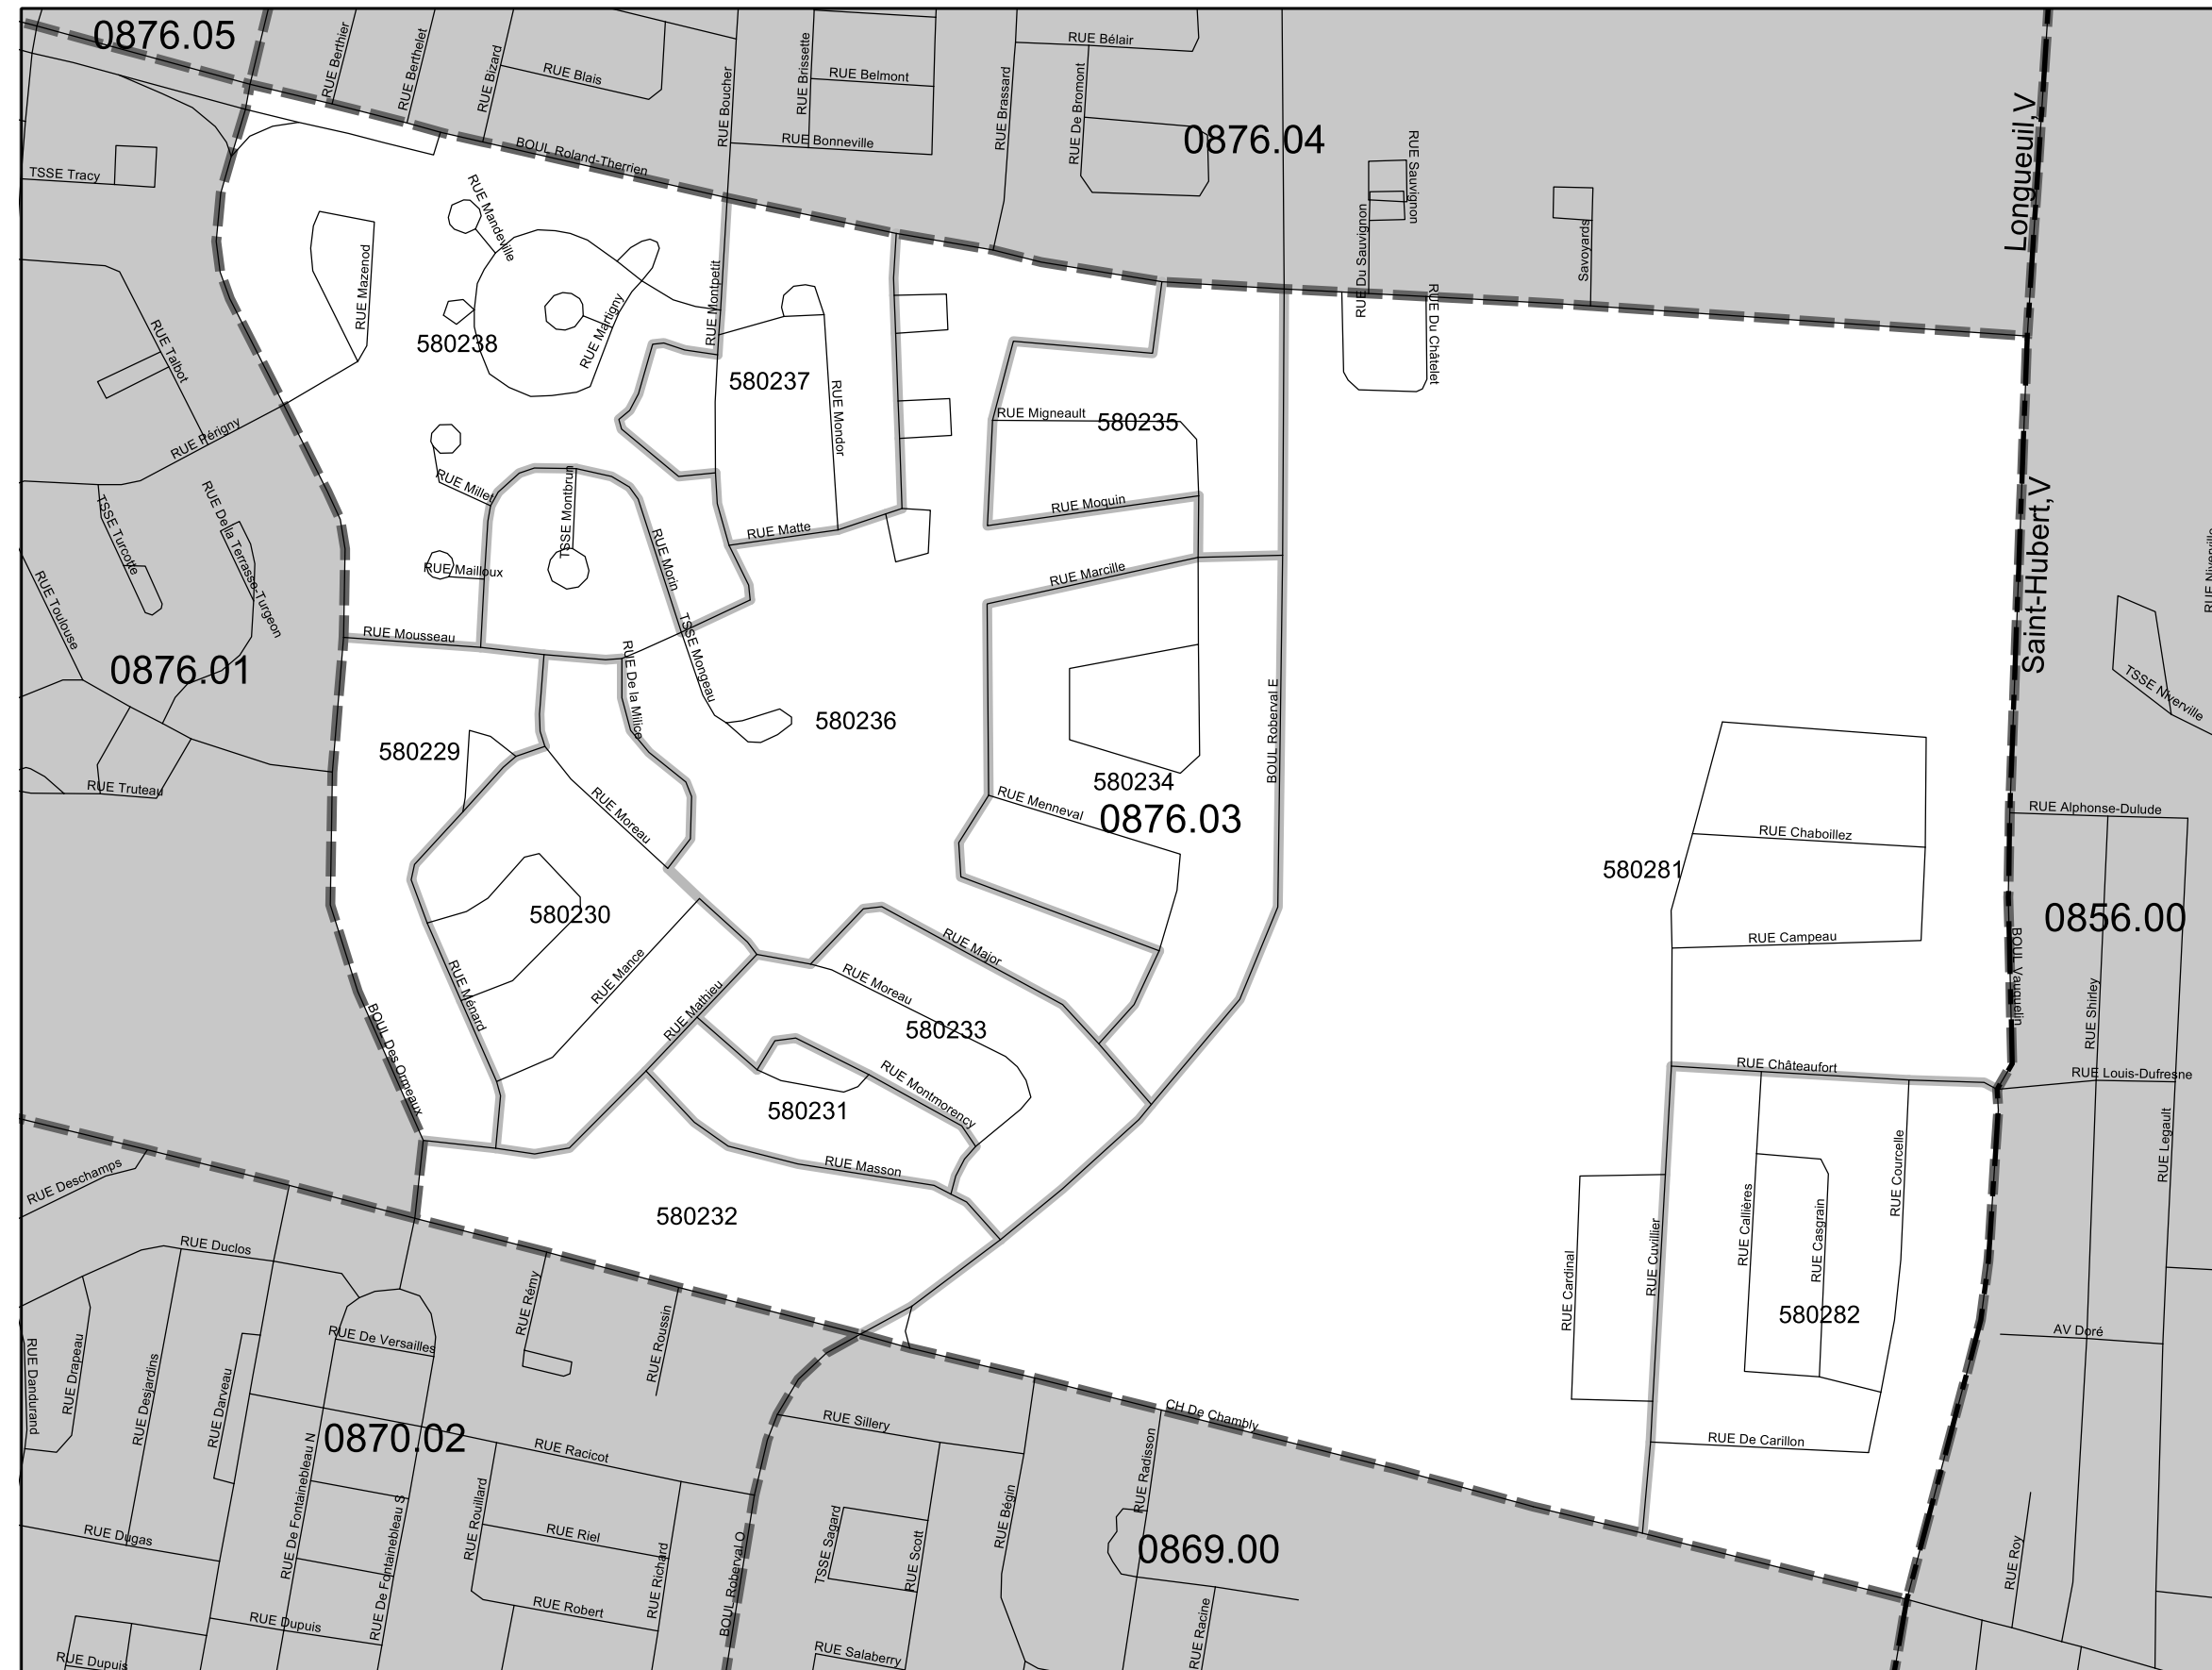 0876.05
RUE Berthier
RUE Berthelet
RUE Bizard
RUE Blais
RUE Boucher
RUE Brissette
RUE Belmont
RUE Bonneville
RUE Brassard
RUE Bélair
RUE De Bromont
0876.04
RUE Sauvignon
RUE Du Sauvignon
RUE Du Châtelet
Savoyards
Longueuil,V
Saint-Hubert,V
BOUL Roland-Therrien
TSSE Tracy
RUE Mandeville
RUE Mazenod
RUE Martigny
RUE Montpetit
580238
580237
RUE Mondor
RUE Migneault
580235
RUE Talbot
RUE Périgny
RUE Millet
TSSE Montbrun
RUE Matte
RUE Moquin
TSSE Turcotte
RUE De la Terrasse-Turgeon
RUE Toulouse
RUE Mailloux
RUE Morin
RUE Marcille
RUE Niverville
TSSE Niverville
RUE Mousseau
0876.01
RUE De la Milice
TSSE Mongeau
580236
580229
BOUL Roberval E
RUE Truteau
RUE Moreau
580234
RUE Menneval
0876.03
RUE Alphonse-Dulude
RUE Chaboillez
580281
580230
0856.00
RUE Campeau
BOUL Vauquelin
RUE Ménard
RUE Mance
RUE Mathieu
RUE Major
RUE Moreau
580233
RUE Shirley
BOUL Des Ormeaux
RUE Châteaufort
RUE Louis-Dufresne
RUE Montmorency
580231
RUE Masson
RUE Legault
RUE Courcelle
RUE Deschamps
580232
RUE Callières
RUE Casgrain
RUE Cuvillier
RUE Cardinal
580282
RUE Duclos
RUE Rémy
RUE Roussin
RUE De Versailles
AV Doré
RUE Dandurand
RUE Drapeau
RUE Desjardins
RUE Darveau
0870.02
RUE Racicot
RUE Sillery
CH De Chambly
RUE De Carillon
RUE De Fontainebleau N
RUE De Fontainebleau S
RUE Rouillard
RUE Riel
RUE Richard
RUE Robert
BOUL Roberval O
TSSE Sagard
RUE Scott
RUE Bégin
RUE Radisson
0869.00
RUE Racine
RUE Roy
RUE Dugas
RUE Dupuis
RUE Dupuis
RUE Salaberry